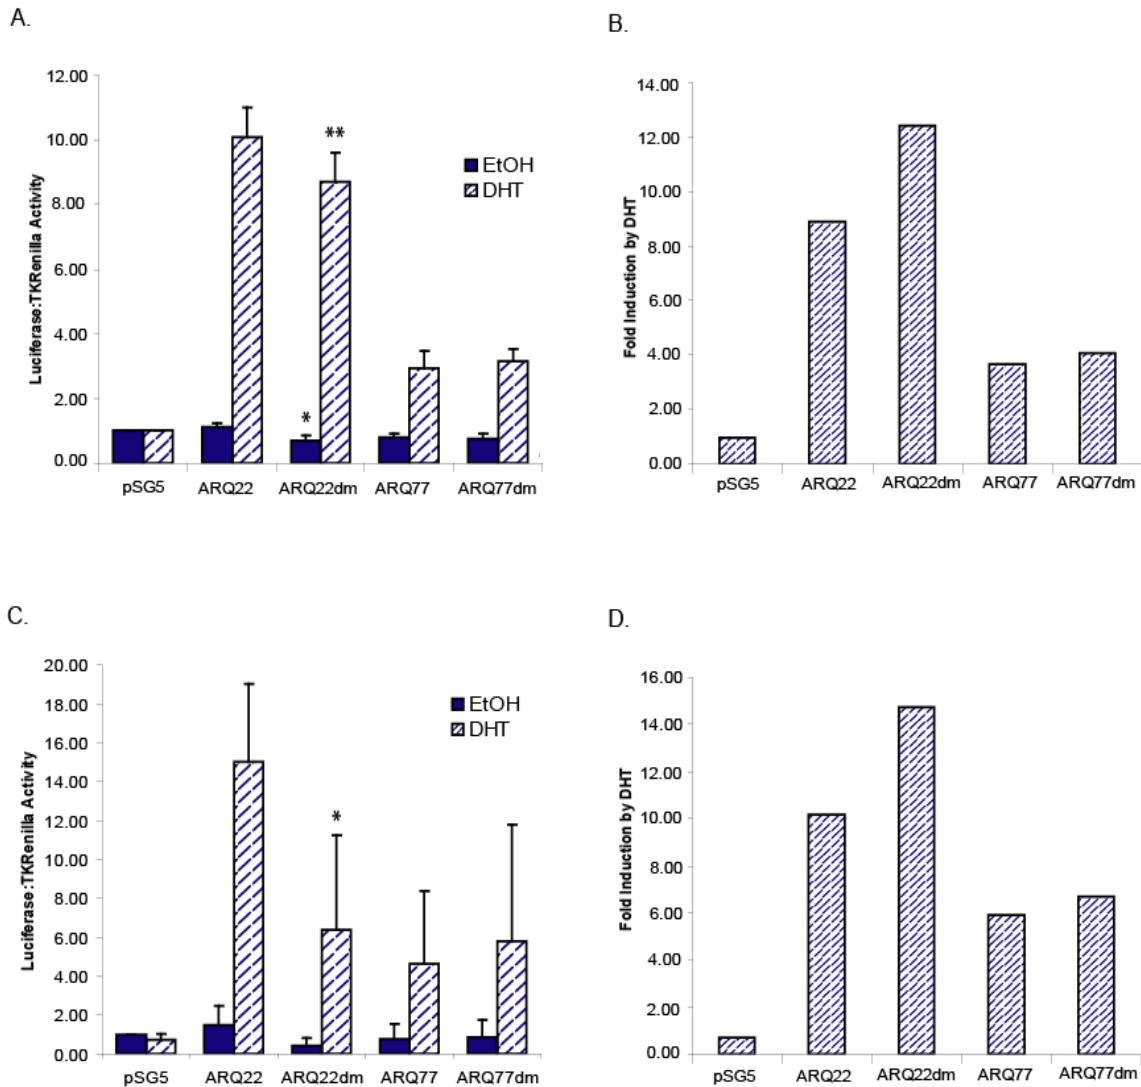 A.
12.00
10.00
8.00
6.00
4.00
2.00
0.00
Luciferase:TKRenilla Activity
**
*
EtOH
DHT
pSG5 ARQ22 ARQ22dm ARQ77 ARQ77dm
B.
14.00
12.00
10.00
8.00
6.00
4.00
2.00
0.00
Fold Induction by DHT
pSG5 ARQ22 ARQ22dm ARQ77 ARQ77dm
C.
20.00
18.00
16.00
14.00
12.00
10.00
8.00
6.00
4.00
2.00
0.00
Luciferase:TKRenilla Activity
*
EtOH
DHT
pSG5 ARQ22 ARQ22dm ARQ77 ARQ77dm
D.
16.00
14.00
12.00
10.00
8.00
6.00
4.00
2.00
0.00
Fold Induction by DHT
pSG5 ARQ22 ARQ22dm ARQ77 ARQ77dm